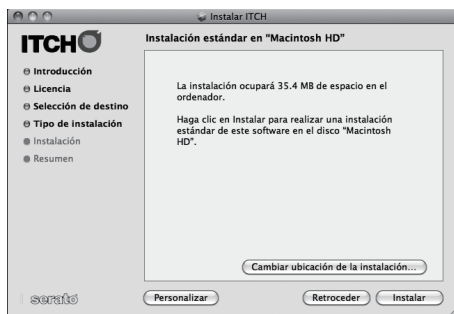 Instalar ITCH
ITCH
Instalación estándar en “Macintosh HD”
Introducción
Licencia
Selección de destino
Tipo de instalación
Instalación
Resumen
La instalación ocupará 35.4 MB de espacio en el
ordenador.
Haga clic en Instalar para realizar una instalación
estándar de este software en el disco “Macintosh
HD”.
Cambiar ubicación de la instalación...
serato
Personalizar
Retroceder
Instalar